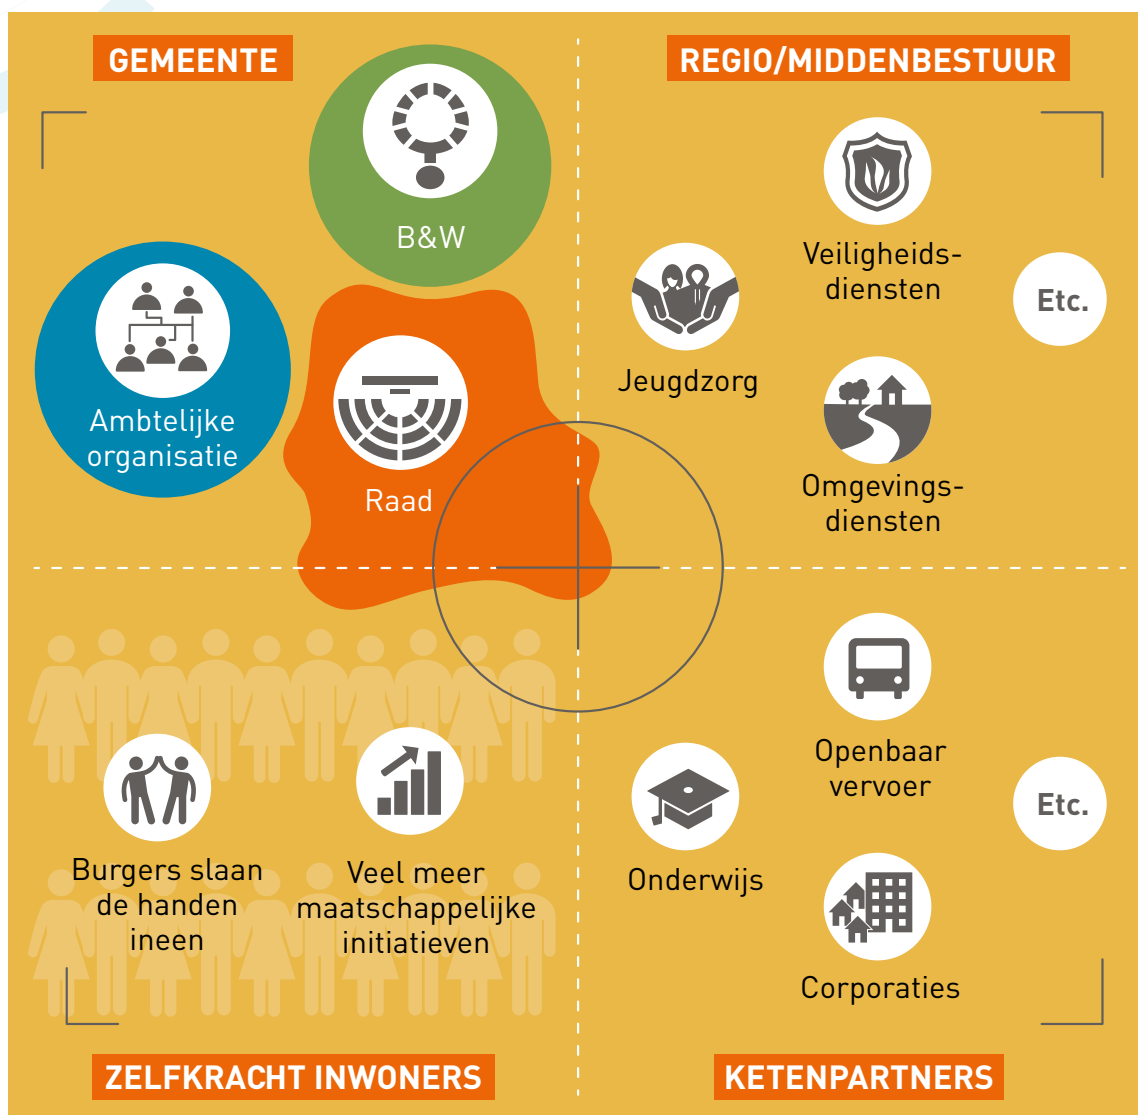 GEMEENTE
B&W
Ambtelijke
organisatie
Raad
REGIO/MIDDENBESTUUR
Veiligheids-
diensten
Etc.
Jeugdzorg
Omgevings-
diensten
Burgers slaan
de handen
ineen
Veel meer
maatschappelijke
initiatieven
ZELFKRACHT INWONERS
Openbaar
vervoer
Etc.
Onderwijs
Corporaties
KETENPARTNERS